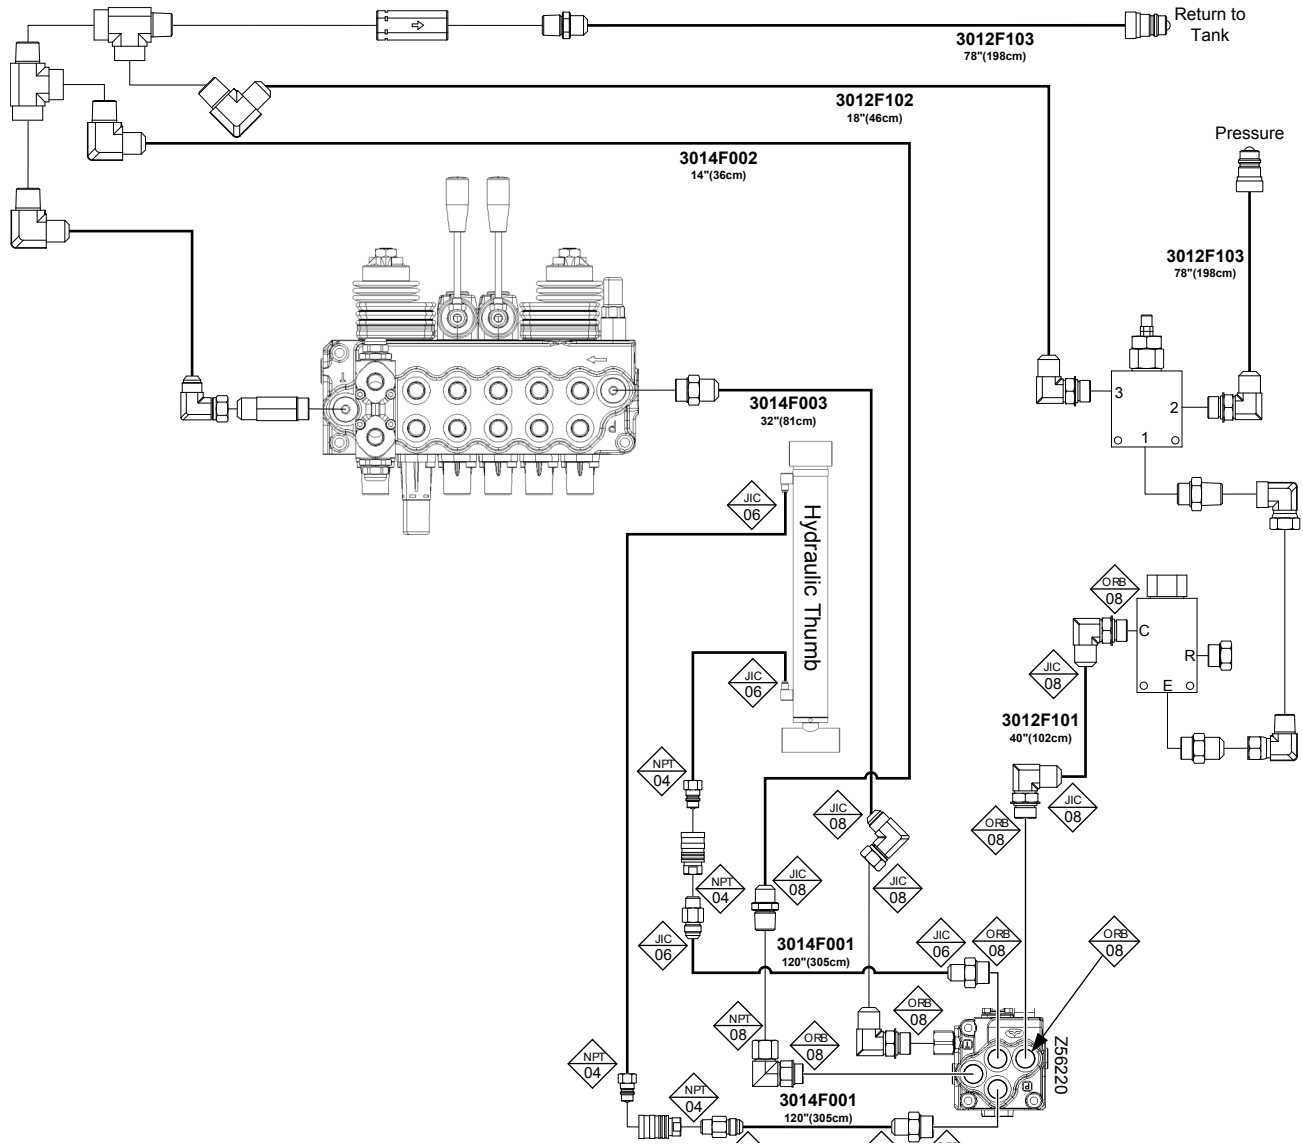 Return to
Tank
3012F103
78"(198cm)
3012F102
18"(46cm)
Pressure
3014F002
14"(36cm)
3012F103
78"(198cm)
T
3
2
1
3014F003
32"(81cm)
P
JIC
06
Hydraulic Thumb
ORB
08
C
R
E
JIC
08
JIC
06
3012F101
40"(102cm)
NPT
04
JIC
08
ORB
08
JIC
08
JIC
08
NPT
04
JIC
08
JIC
06
3014F001
120"(305cm)
JIC
06
ORB
08
ORB
08
NPT
08
ORB
08
ORB
08
T
P
Z56220
NPT
04
NPT
04
3014F001
120"(305cm)